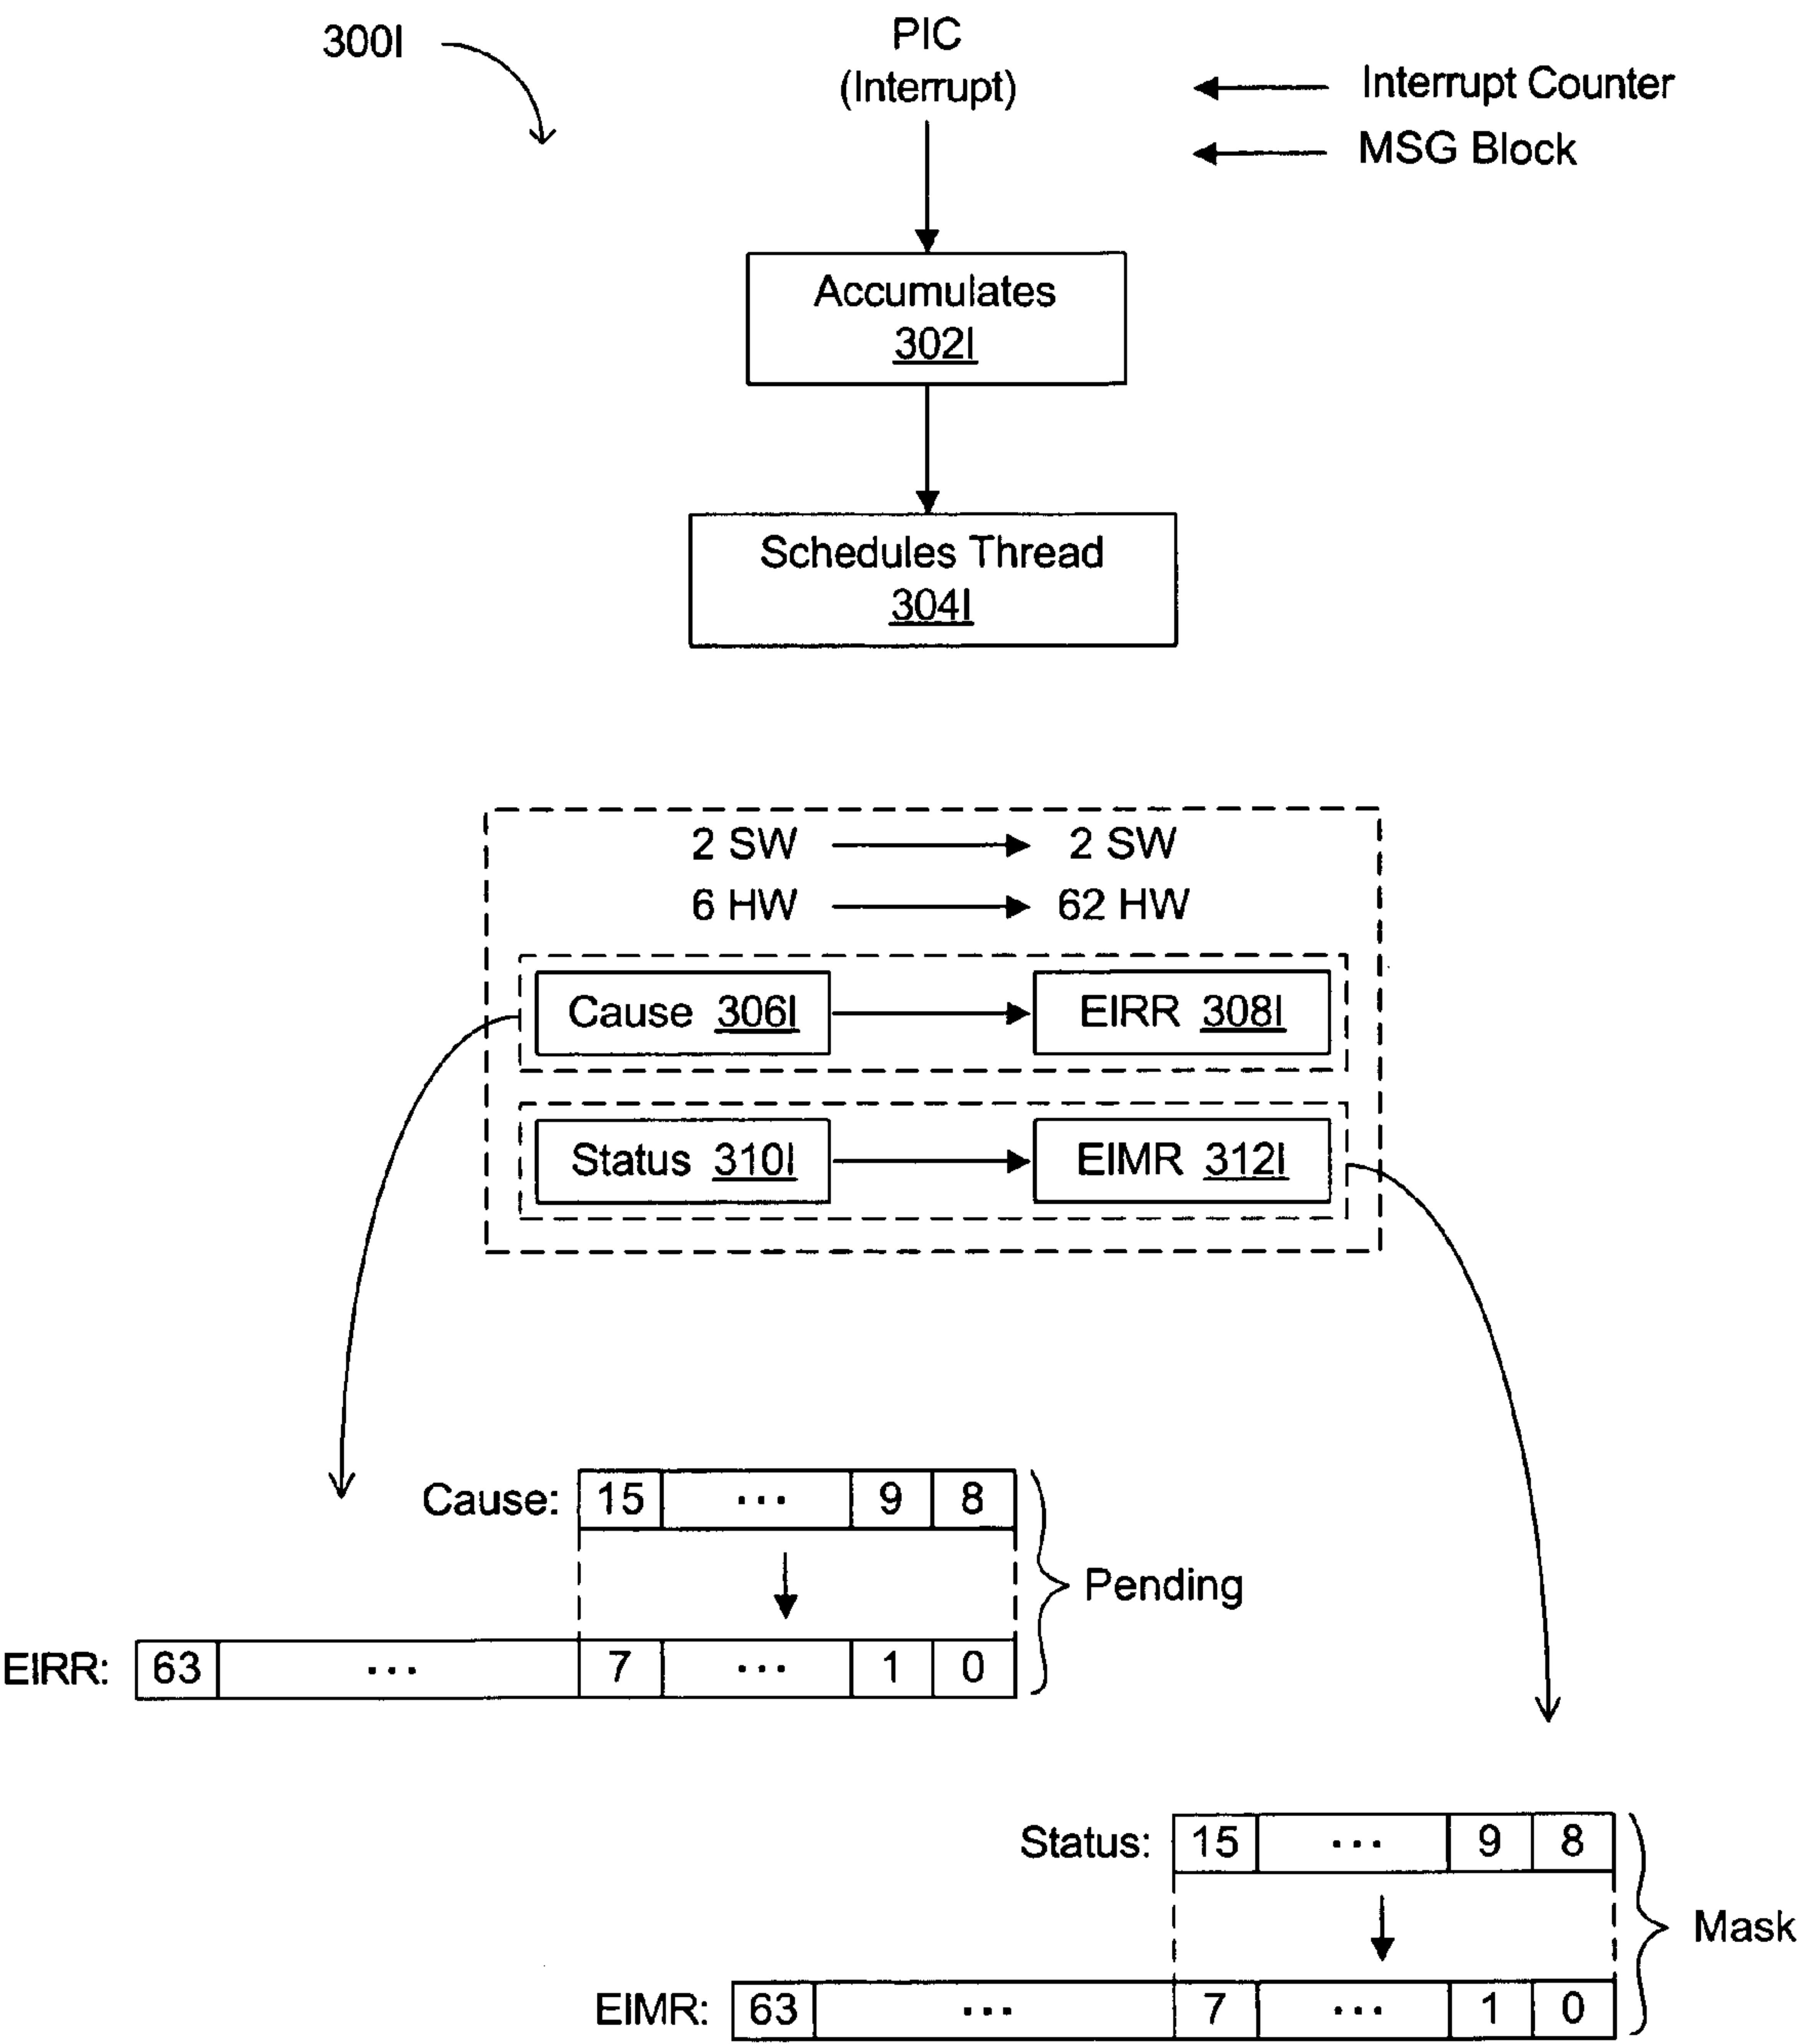 300I
PIC
(Interrupt)
Interrupt Counter
MSG Block
Accumulates
302I
Schedules Thread
304I
2 SW 2 SW
6 HW 62 HW
Cause 306I EIRR 308I
Status 310I EIMR 312I
Cause: 15 ... 9 8
Pending
EIRR: 63 ... 7 ... 1 0
Status: 15 ... 9 8
Mask
EIMR: 63 ... 7 ... 1 0